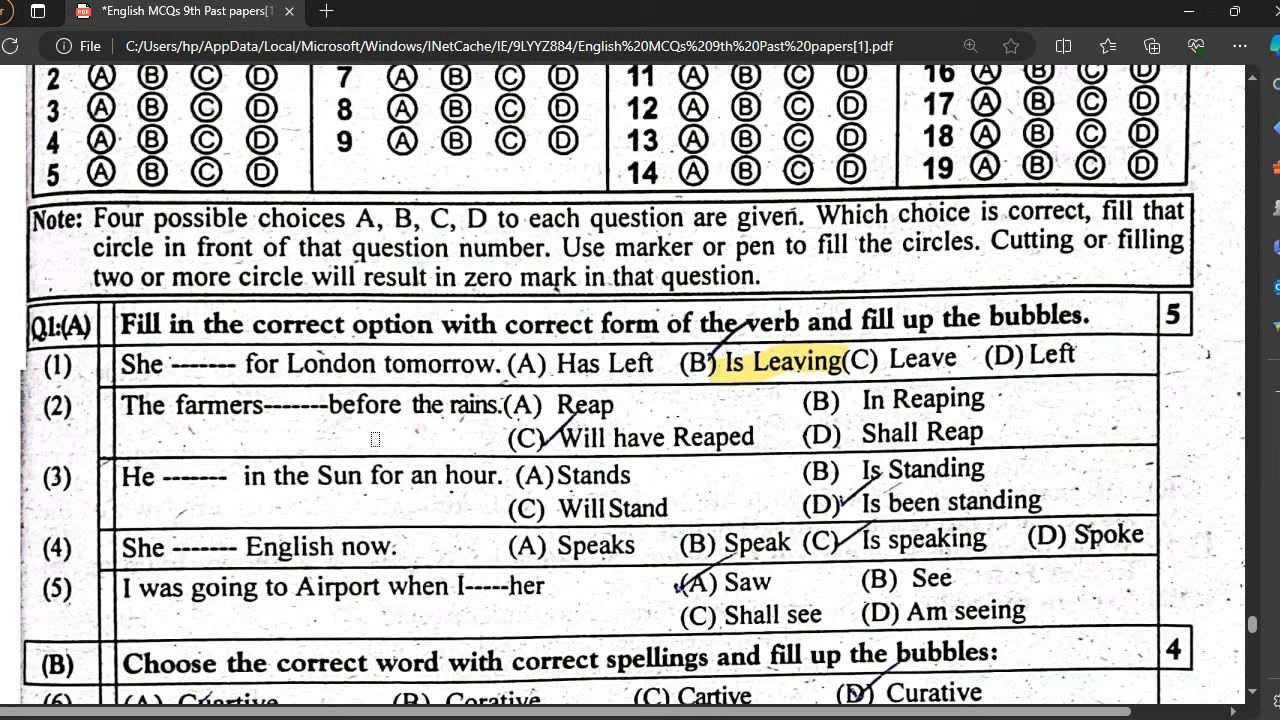 *English MCQs 9th Past papers[1
File C:/Users/hp/AppData/Local/Microsoft/Windows/INetCache/IE/9LYYZ884/English%20MCQs%209th%20Past%20papers[1].pdf
2 A B C D 7 A B C D 11 A B C D 16 A B C D
3 A B C D 8 A B C D 12 A B C D 17 A B C D
4 A B C D 9 A B C D 13 A B C D 18 A B C D
5 A B C D 14 A B C D 19 A B C D
Note: Four possible choices A, B, C, D to each question are given. Which choice is correct, fill that
circle in front of that question number. Use marker or pen to fill the circles. Cutting or filling
two or more circle will result in zero mark in that question.
Q1:(A) Fill in the correct option with correct form of the verb and fill up the bubbles. 5
(1) She ------- for London tomorrow. (A) Has Left (B) Is Leaving (C) Leave (D) Left
(2) The farmers-------before the rains. (A) Reap (B) In Reaping
(C) Will have Reaped (D) Shall Reap
(3) He ------- in the Sun for an hour. (A) Stands (B) Is Standing
(C) Will Stand (D) Is been standing
(4) She ------- English now. (A) Speaks (B) Speak (C) Is speaking (D) Spoke
(5) I was going to Airport when I-----her (A) Saw (B) See
(C) Shall see (D) Am seeing
(B) Choose the correct word with correct spellings and fill up the bubbles: 4
(6) (B) Corative (C) Cartive (D) Curative